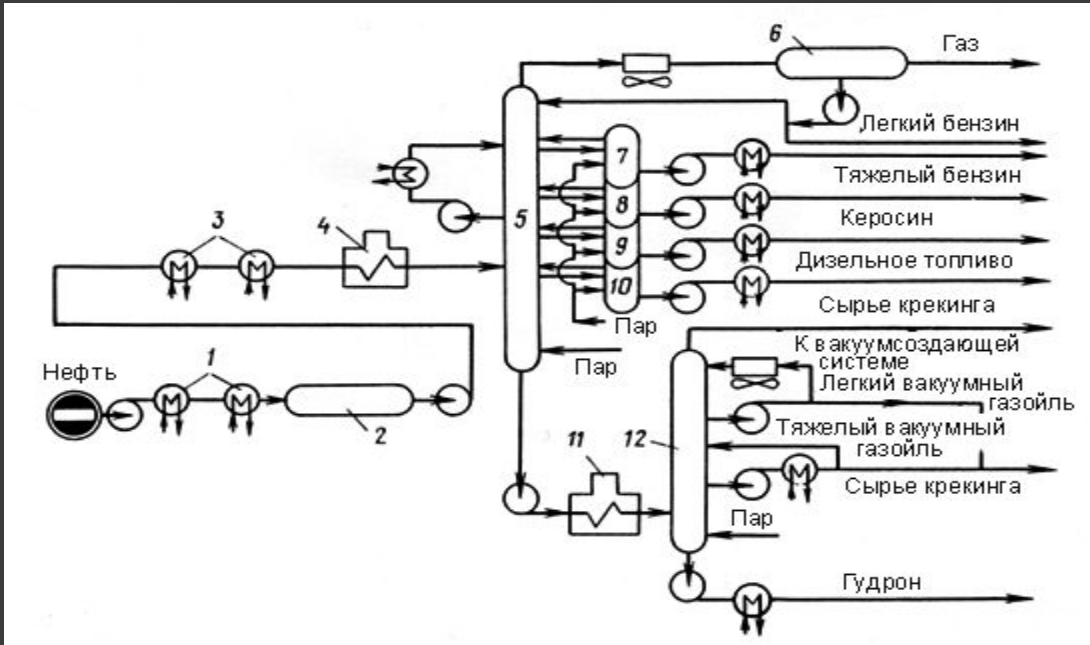 6
Газ
Легкий бензин
7
Тяжелый бензин
5
8
Керосин
3
4
9
Дизельное топливо
10
Сырье крекинга
Пар
Пар
К вакуумсоздающей
системе
Нефть
1
Легкий вакуумный
газойль
2
Тяжелый вакуумный
газойль
11
12
Сырье крекинга
Пар
Гудрон